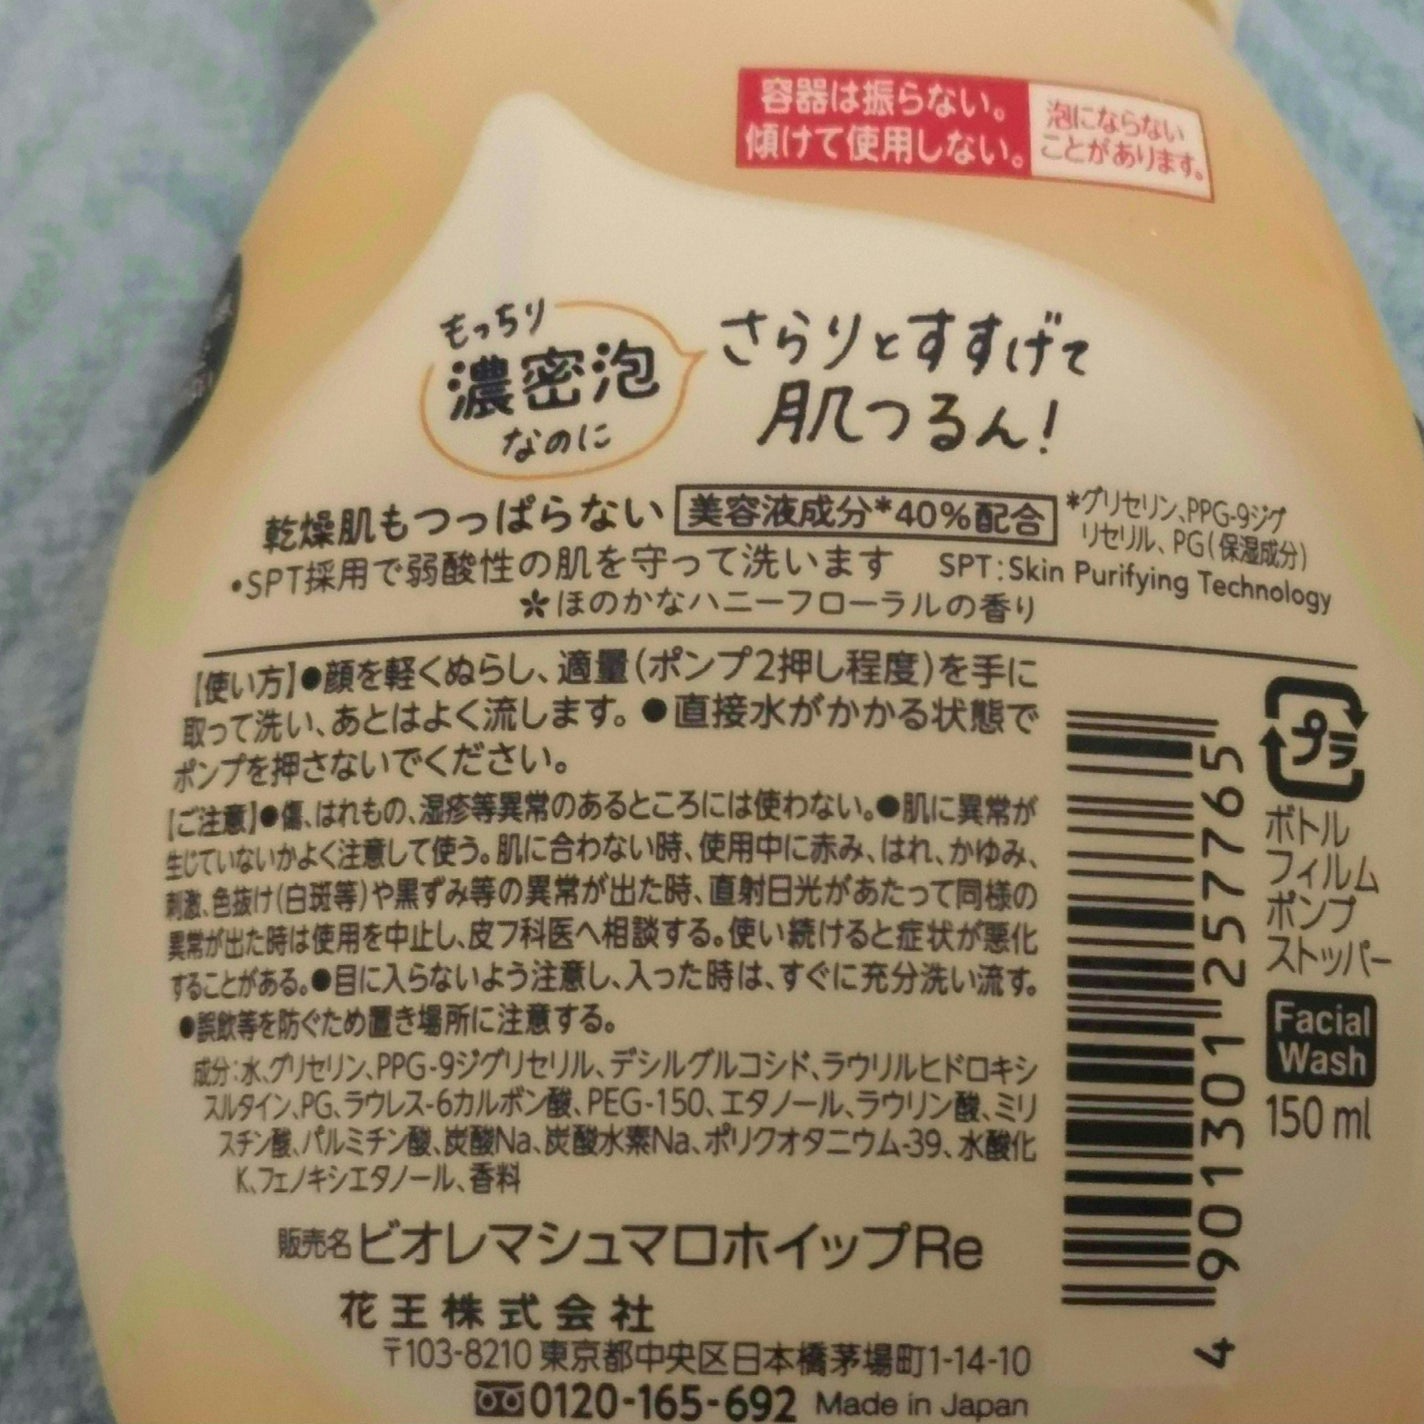 容器は振らない。
傾けて使用しない。
泡にならない
ことがあります。
もっちり
濃密泡
なのに
さらりとすすげて
肌つるん！
乾燥肌もつっぱらない 美容液成分*40%配合
*グリセリン、PPG-9ジグ
リセリル、PG(保湿成分)
•SPT採用で弱酸性の肌を守って洗います SPT:Skin Purifying Technology
✲ほのかなハニーフローラルの香り
【使い方】●顔を軽くぬらし、適量(ポンプ2押し程度)を手に
取って洗い、あとはよく流します。●直接水がかかる状態で
ポンプを押さないでください。
【ご注意】●傷、はれもの、湿疹等異常のあるところには使わない。●肌に異常が
生じていないかよく注意して使う。肌に合わない時、使用中に赤み、はれ、かゆみ、
刺激、色抜け(白斑等)や黒ずみ等の異常が出た時、直射日光があたって同様の
異常が出た時は使用を中止し、皮フ科医へ相談する。使い続けると症状が悪化
することがある。●目に入らないよう注意し、入った時は、すぐに充分洗い流す。
●誤飲等を防ぐため置き場所に注意する。
成分:水、グリセリン、PPG-9ジグリセリル、デシルグルコシド、ラウリルヒドロキシ
スルタイン、PG、ラウレス-6カルボン酸、PEG-150、エタノール、ラウリン酸、ミリ
スチン酸、パルミチン酸、炭酸Na、炭酸水素Na、ポリクオタニウム-39、水酸化
K、フェノキシエタノール、香料
販売名 ビオレマシュマロホイップRe
花王株式会社
〒103-8210 東京都中央区日本橋茅場町1-14-10
0120-165-692 Made in Japan
4 901301 257765
プラ
ボトル
フィルム
ポンプ
ストッパー
Facial
Wash
150 ml